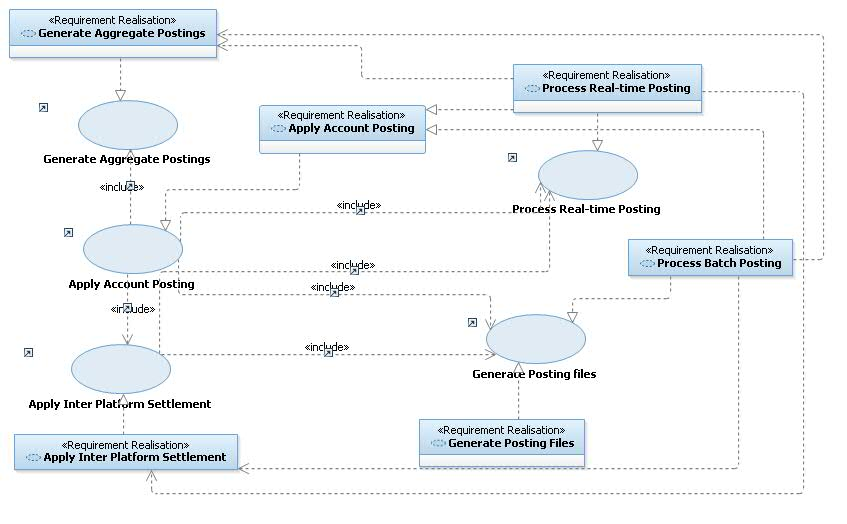 «Requirement Realisation»
Generate Aggregate Postings
«Requirement Realisation»
Process Real-time Posting
«Requirement Realisation»
Apply Account Posting
Generate Aggregate Postings
«include»
«include»
Process Real-time Posting
«Requirement Realisation»
Process Batch Posting
«include»
Apply Account Posting
«include»
«include»
«include»
Generate Posting files
Apply Inter Platform Settlement
«Requirement Realisation»
Generate Posting Files
«Requirement Realisation»
Apply Inter Platform Settlement